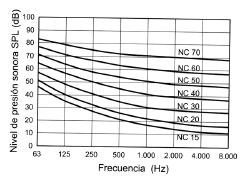 Nivel de presión sonora SPL (dB)
100
90
80
70
60
50
40
30
20
10
0
NC 70
NC 60
NC 50
NC 40
NC 30
NC 20
NC 15
63 125 250 500 1.000 2.000 4.000 8.000
Frecuencia (Hz)